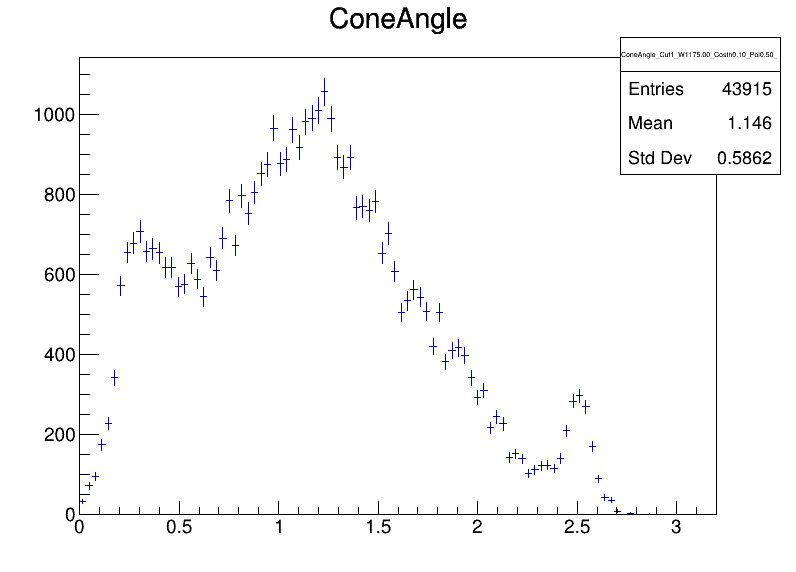 ConeAngle
ConeAngle_Cut1_W1175.00_Costh0.10_Pol0.50_
Entries 43915
Mean 1.146
Std Dev 0.5862
1000
800
600
400
200
0
0 0.5 1 1.5 2 2.5 3